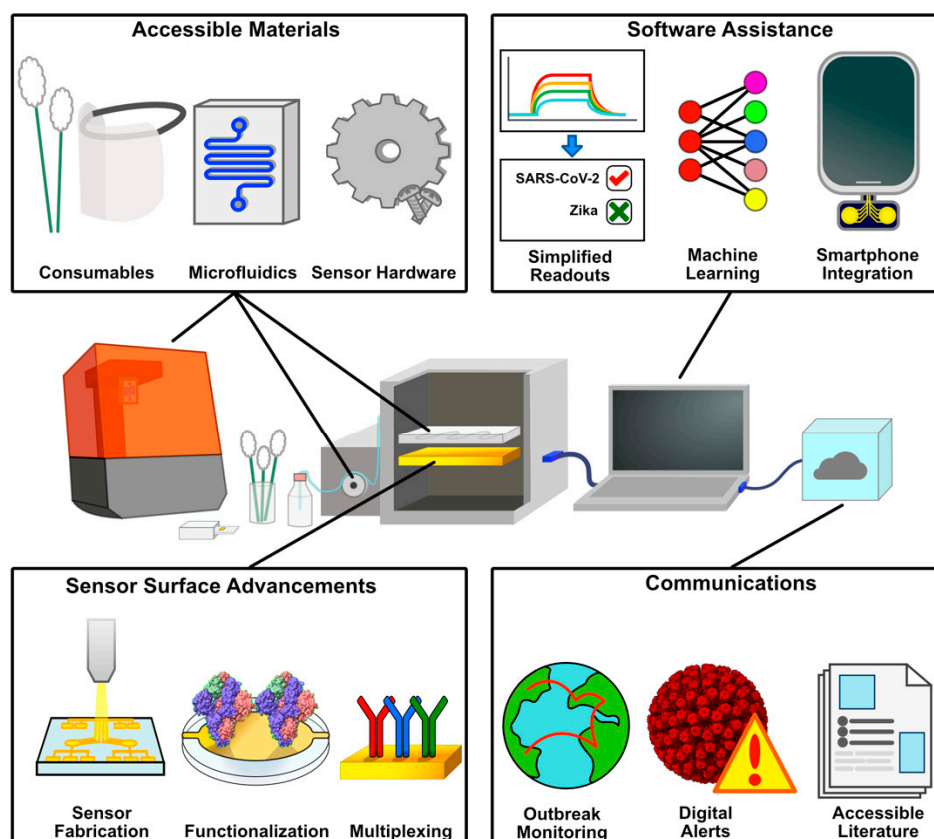 Accessible Materials
Consumables
Microfluidics
Sensor Hardware
Software Assistance
SARS-CoV-2
Zika
Simplified
Readouts
Machine
Learning
Smartphone
Integration
Sensor Surface Advancements
Sensor
Fabrication
Functionalization
Multiplexing
Communications
Outbreak
Monitoring
Digital
Alerts
Accessible
Literature